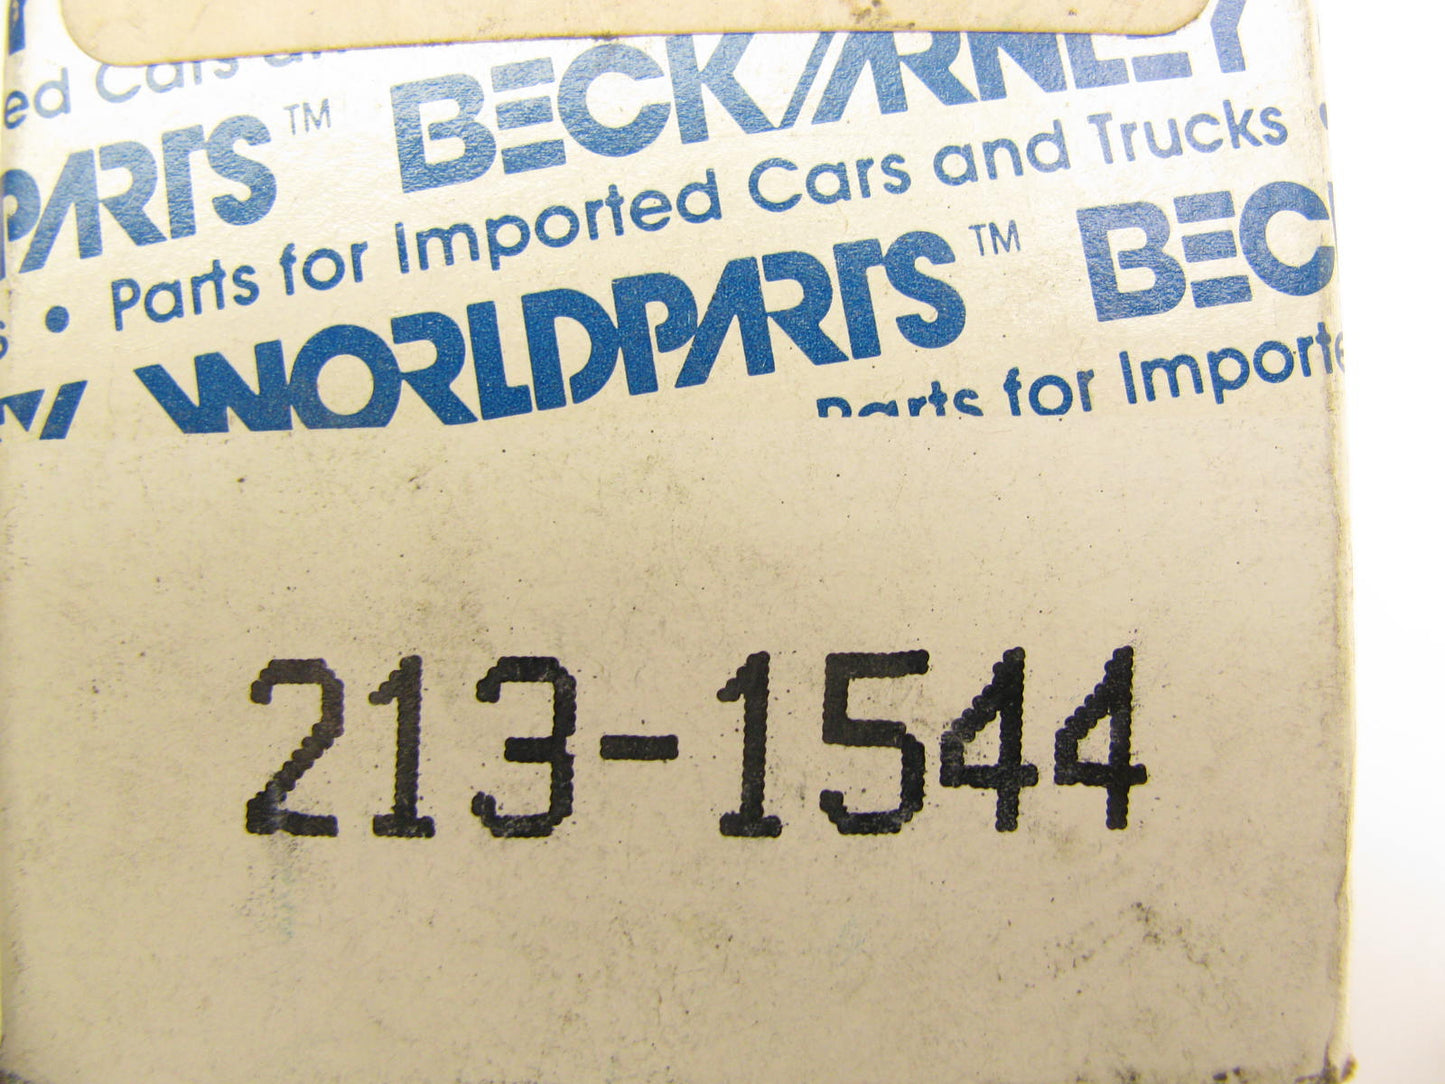 ed Cars
PARTS™ BECK/ARNLEY
s • Parts for Imported Cars and Trucks •
WORLDPARTS™ BEC
Parts for Importe
213-1544